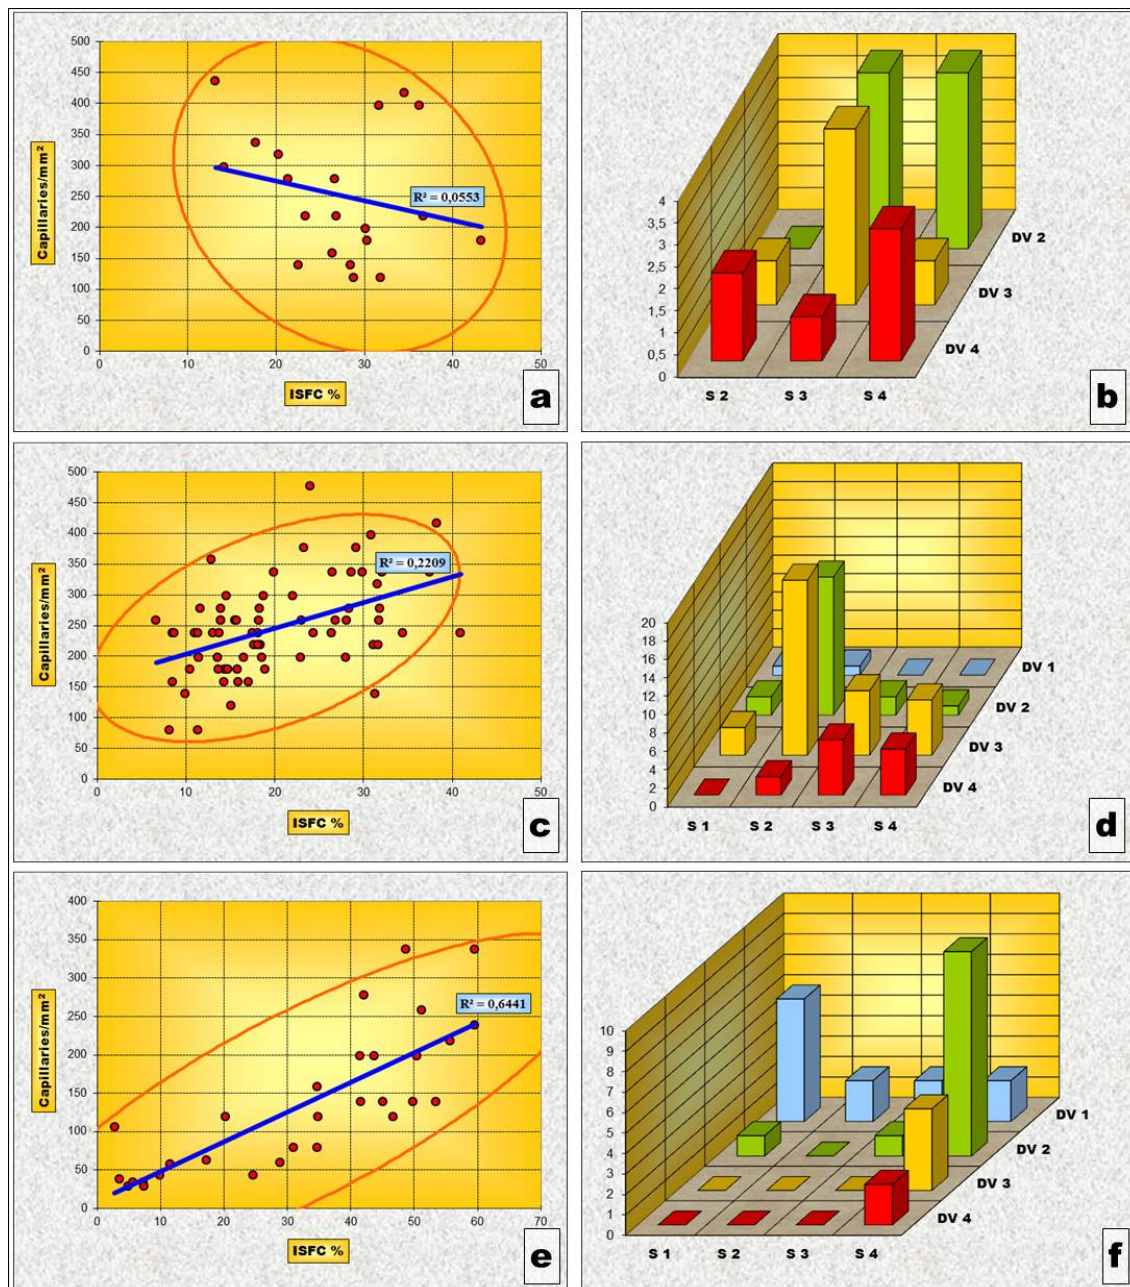 500
450
400
350
300
250
200
150
100
50
0
Capillaries/mm²
R² = 0,0553
0 10 20 30 40 50
ISFC %
a
4
3,5
3
2,5
2
1,5
1
0,5
0
DV 2
DV 3
DV 4
S 2 S 3 S 4
b
500
450
400
350
300
250
200
150
100
50
0
Capillaries/mm²
R² = 0,2209
0 10 20 30 40 50
ISFC %
c
20
18
16
14
12
10
8
6
4
2
0
DV 1
DV 2
DV 3
DV 4
S 1 S 2 S 3 S 4
d
400
350
300
250
200
150
100
50
0
Capillaries/mm²
R² = 0,6441
0 10 20 30 40 50 60 70
ISFC %
e
10
9
8
7
6
5
4
3
2
1
0
DV 1
DV 2
DV 3
DV 4
S 1 S 2 S 3 S 4
f